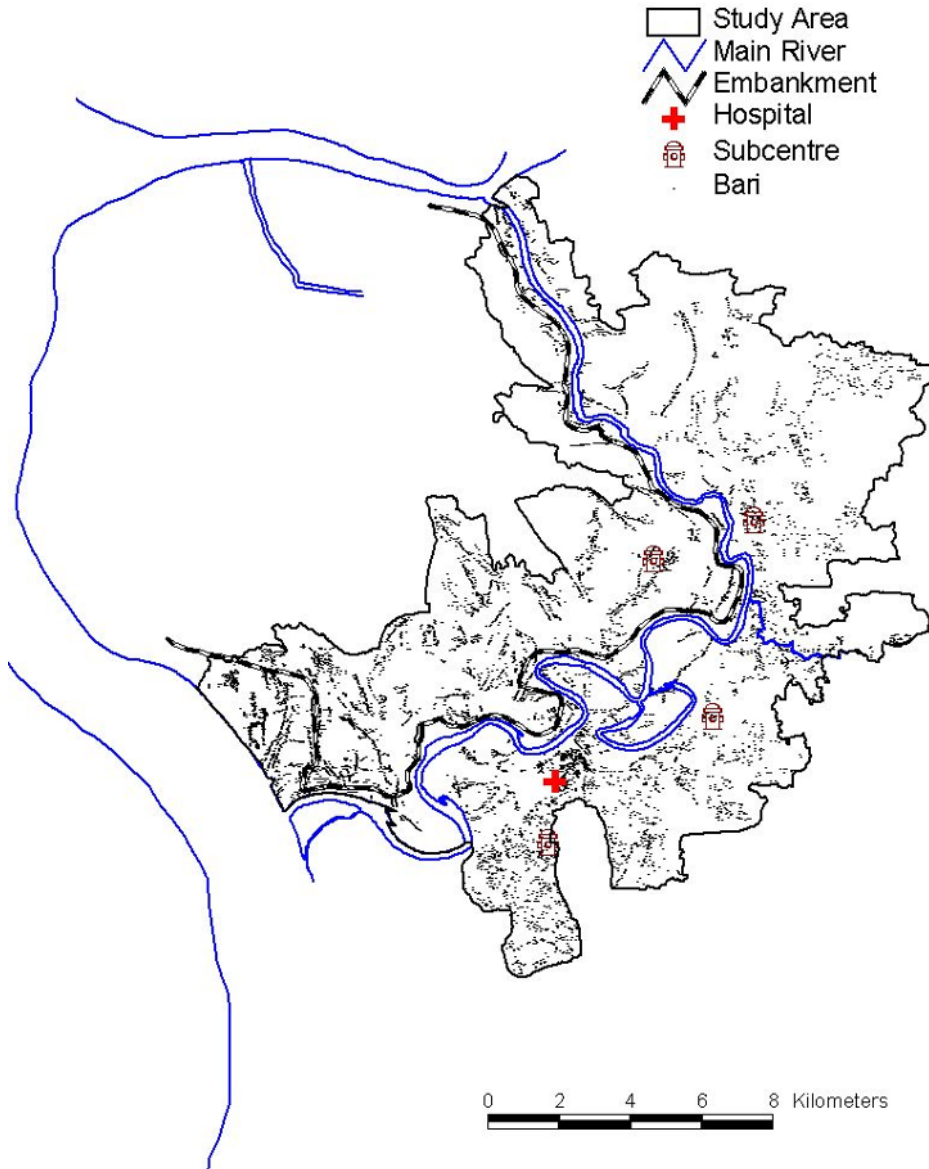 Study Area
Main River
Embankment
Hospital
Subcentre
Bari
0 2 4 6 8 Kilometers